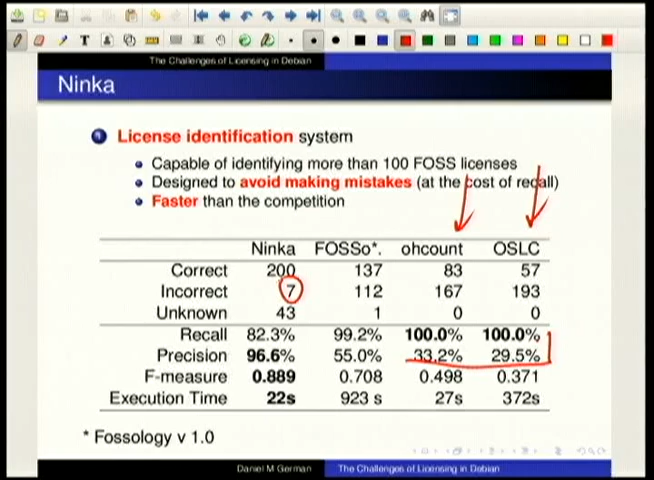 The Challenges of Licensing in Debian
Ninka
1 License identification system
Capable of identifying more than 100 FOSS licenses
Designed to avoid making mistakes (at the cost of recall)
Faster than the competition
Ninka FOSSo*. ohcount OSLC
Correct 200 137 83 57
Incorrect 7 112 167 193
Unknown 43 1 0 0
Recall 82.3% 99.2% 100.0% 100.0%
Precision 96.6% 55.0% 33.2% 29.5%
F-measure 0.889 0.708 0.498 0.371
Execution Time 22s 923 s 27s 372s
* Fossology v 1.0
Daniel M German The Challenges of Licensing in Debian